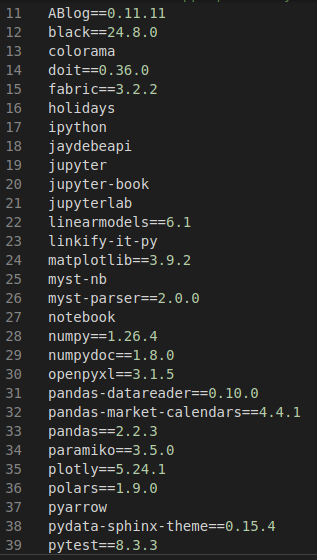 11 ABlog==0.11.11
12 black==24.8.0
13 colorama
14 doit==0.36.0
15 fabric==3.2.2
16 holidays
17 ipython
18 jaydebeapi
19 jupyter
20 jupyter-book
21 jupyterlab
22 linearmodels==6.1
23 linkify-it-py
24 matplotlib==3.9.2
25 myst-nb
26 myst-parser==2.0.0
27 notebook
28 numpy==1.26.4
29 numpydoc==1.8.0
30 openpyxl==3.1.5
31 pandas-datareader==0.10.0
32 pandas-market-calendars==4.4.1
33 pandas==2.2.3
34 paramiko==3.5.0
35 plotly==5.24.1
36 polars==1.9.0
37 pyarrow
38 pydata-sphinx-theme==0.15.4
39 pytest==8.3.3